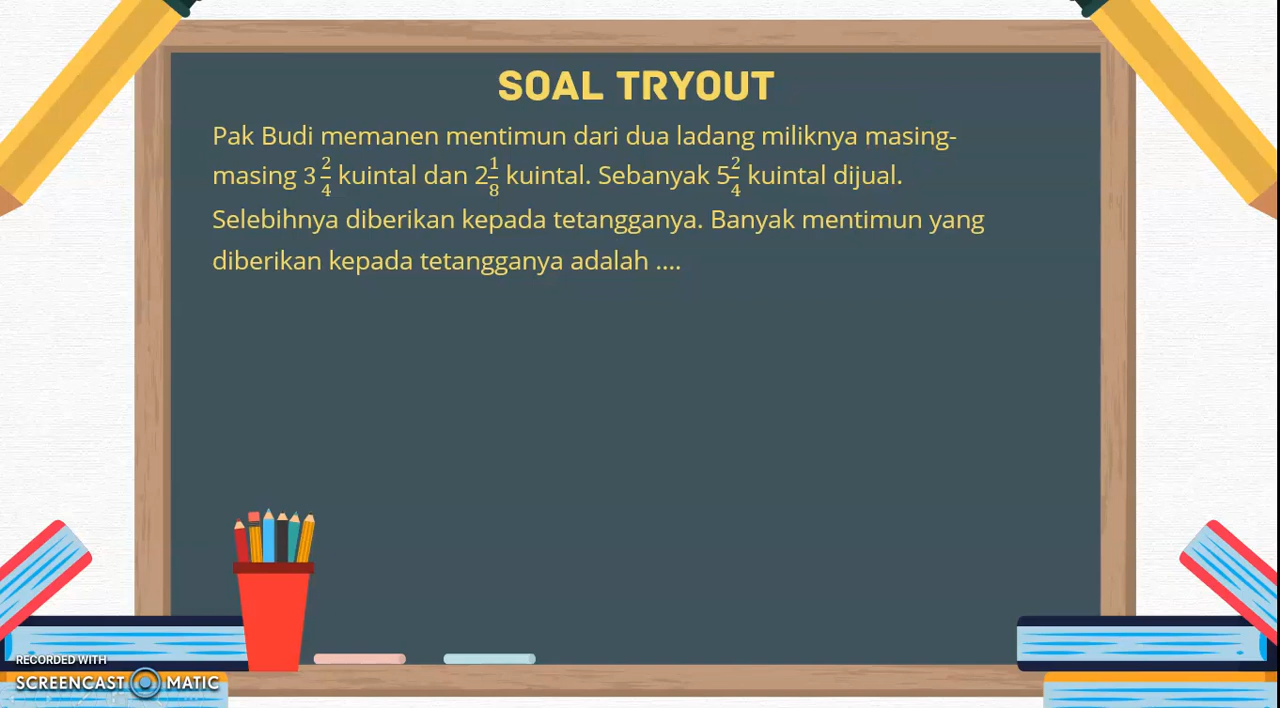 SOAL TRYOUT
Pak Budi memanen mentimun dari dua ladang miliknya masing-
masing 3 2/4 kuintal dan 2 1/8 kuintal. Sebanyak 5 2/4 kuintal dijual.
Selebihnya diberikan kepada tetangganya. Banyak mentimun yang
diberikan kepada tetangganya adalah ....
RECORDED WITH
SCREENCAST MATIC